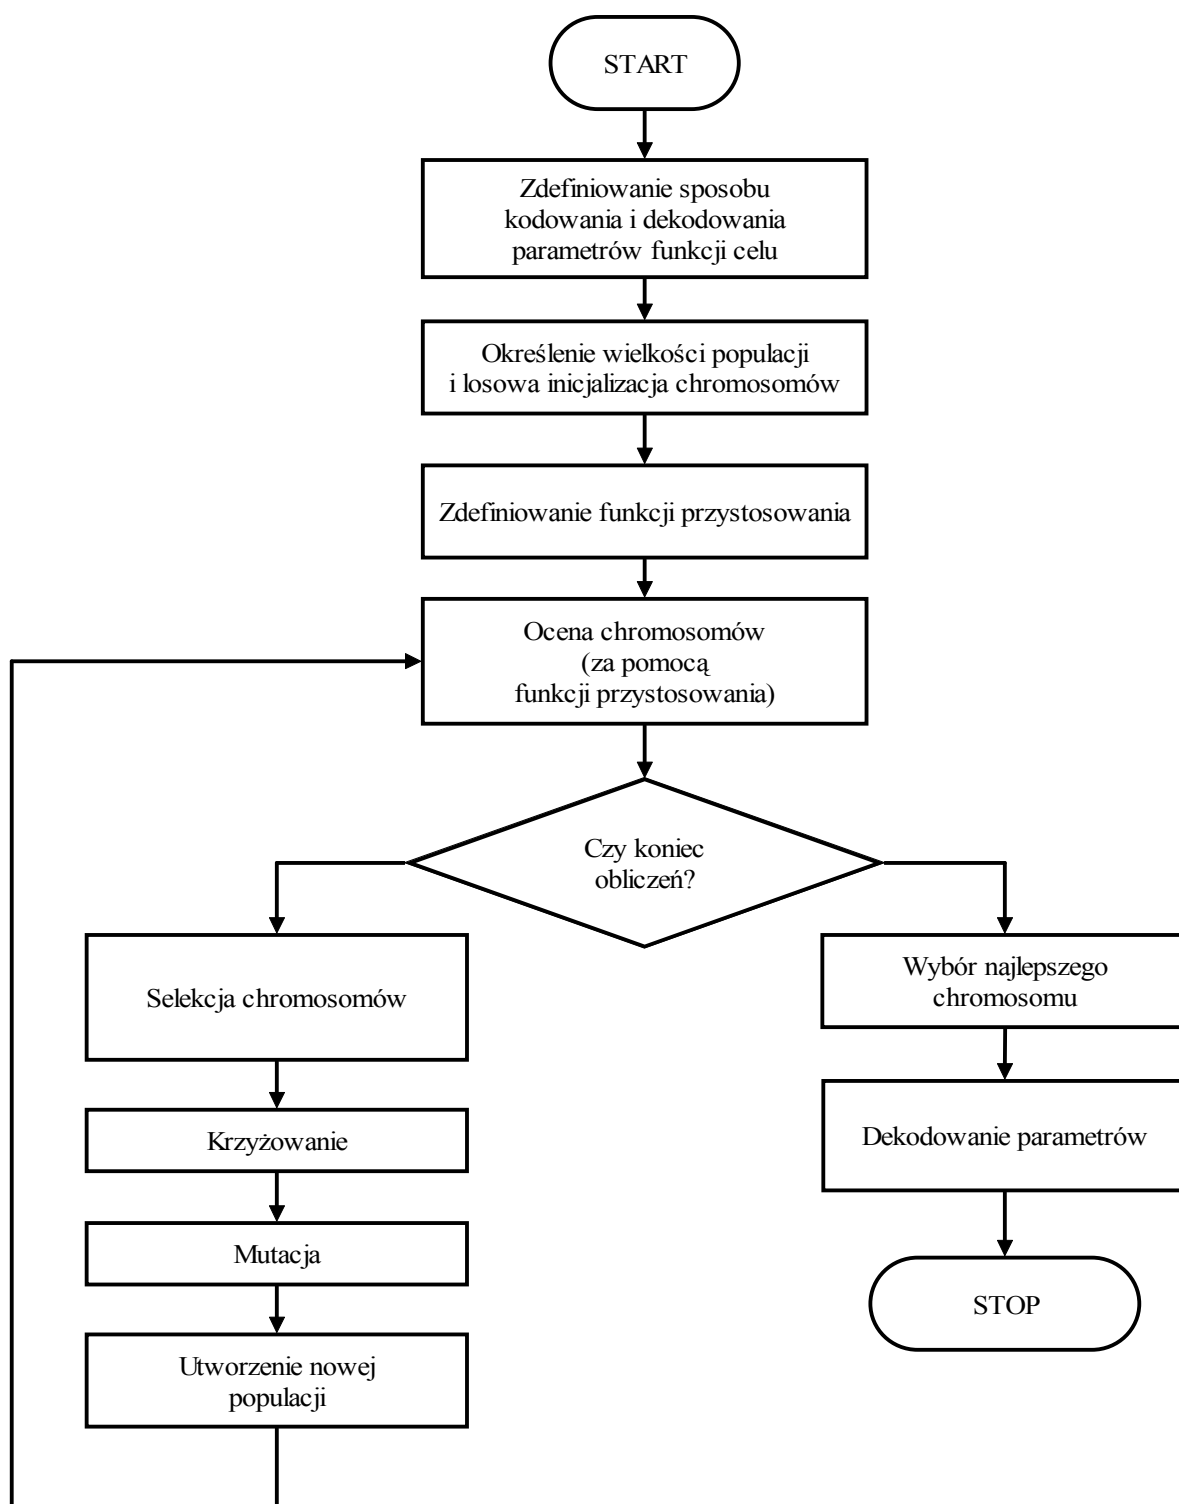 START
Zdefiniowanie sposobu
kodowania i dekodowania
parametrów funkcji celu
Określenie wielkości populacji
i losowa inicjalizacja chromosomów
Zdefiniowanie funkcji przystosowania
Ocena chromosomów
(za pomocą
funkcji przystosowania)
Czy koniec
obliczeń?
Selekcja chromosomów
Krzyżowanie
Mutacja
Utworzenie nowej
populacji
Wybór najlepszego
chromosomu
Dekodowanie parametrów
STOP